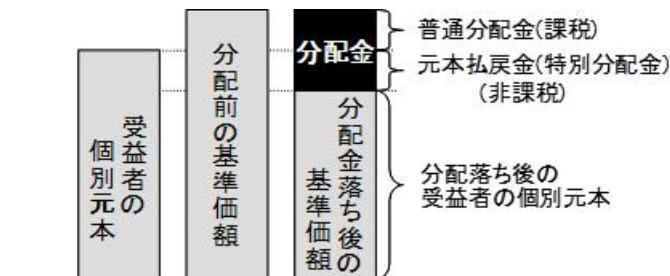 受益者の
個別元本
分配前の基準価額
分配金
分配金落ち後の
基準価額
普通分配金(課税)
元本払戻金(特別分配金)
(非課税)
分配落ち後の
受益者の個別元本